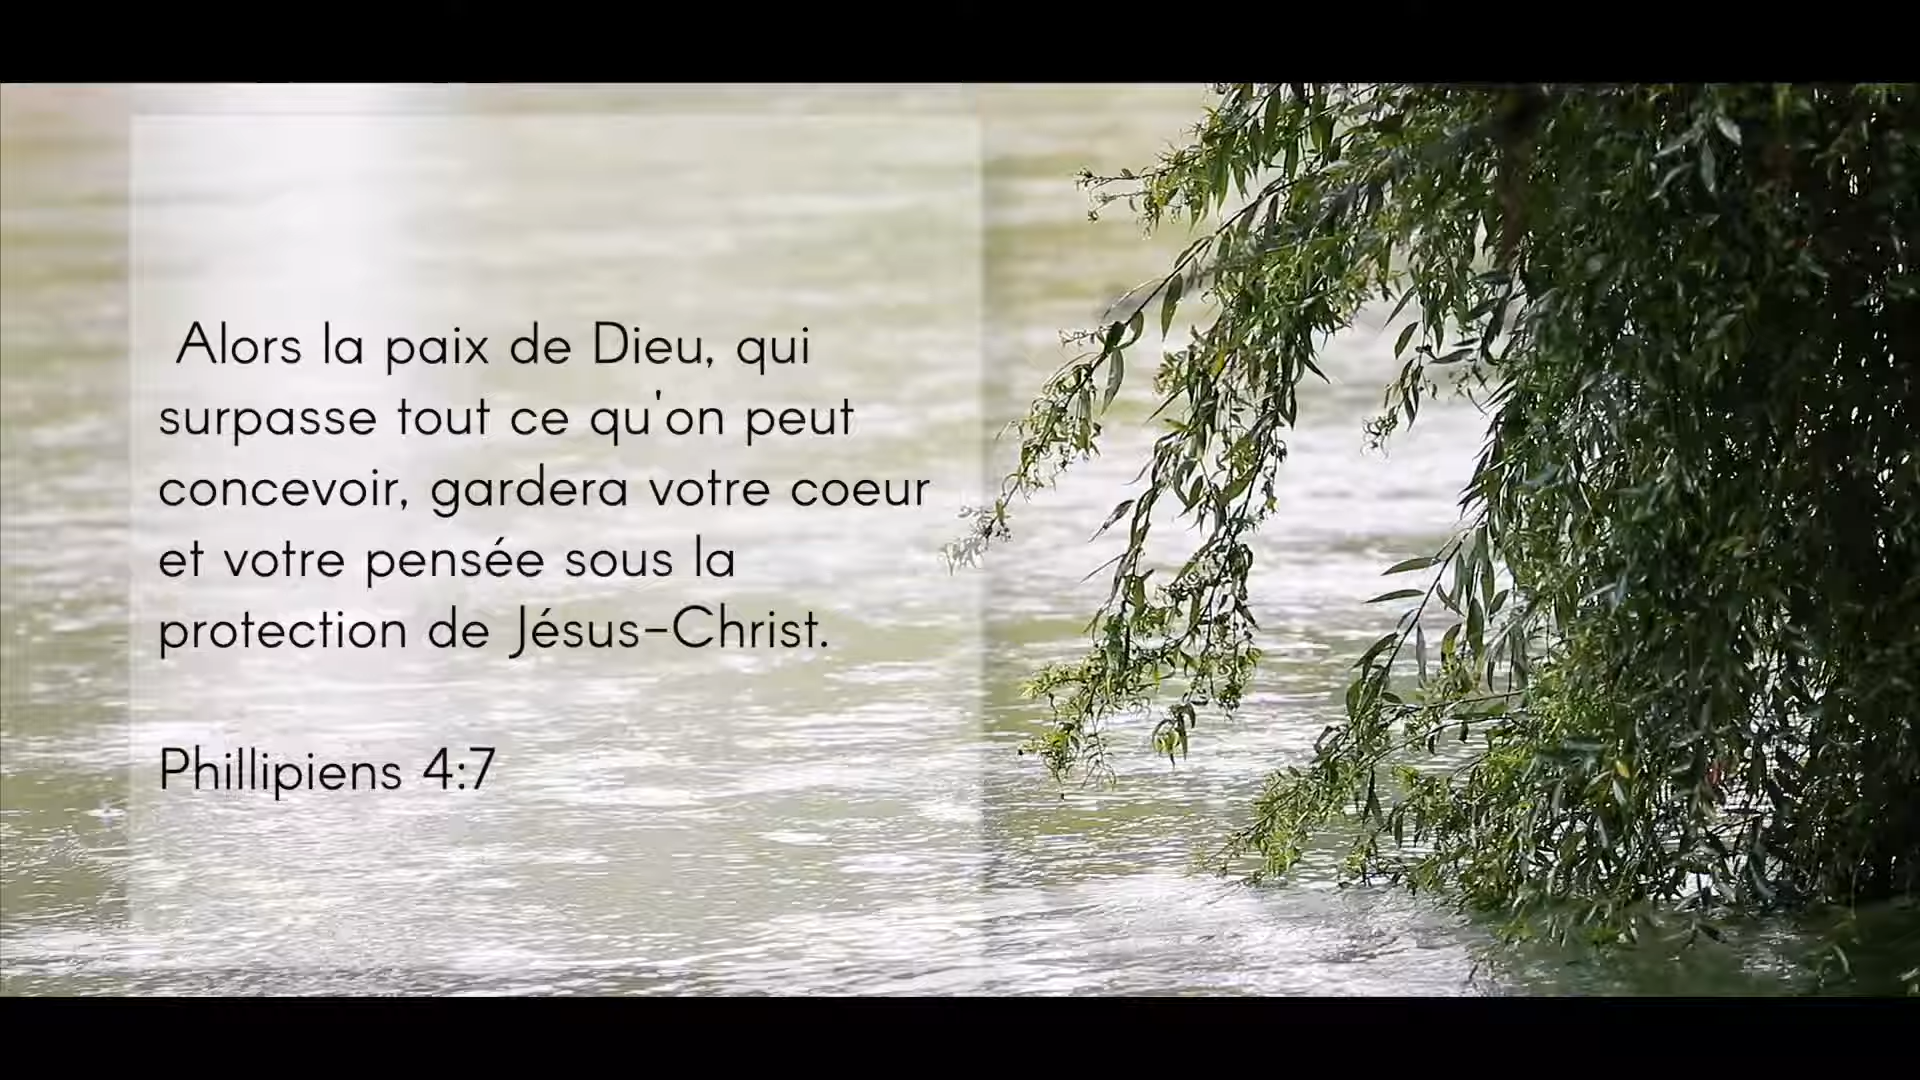 Alors la paix de Dieu, qui
surpasse tout ce qu'on peut
concevoir, gardera votre coeur
et votre pensée sous la
protection de Jésus-Christ.
Phillipiens 4:7